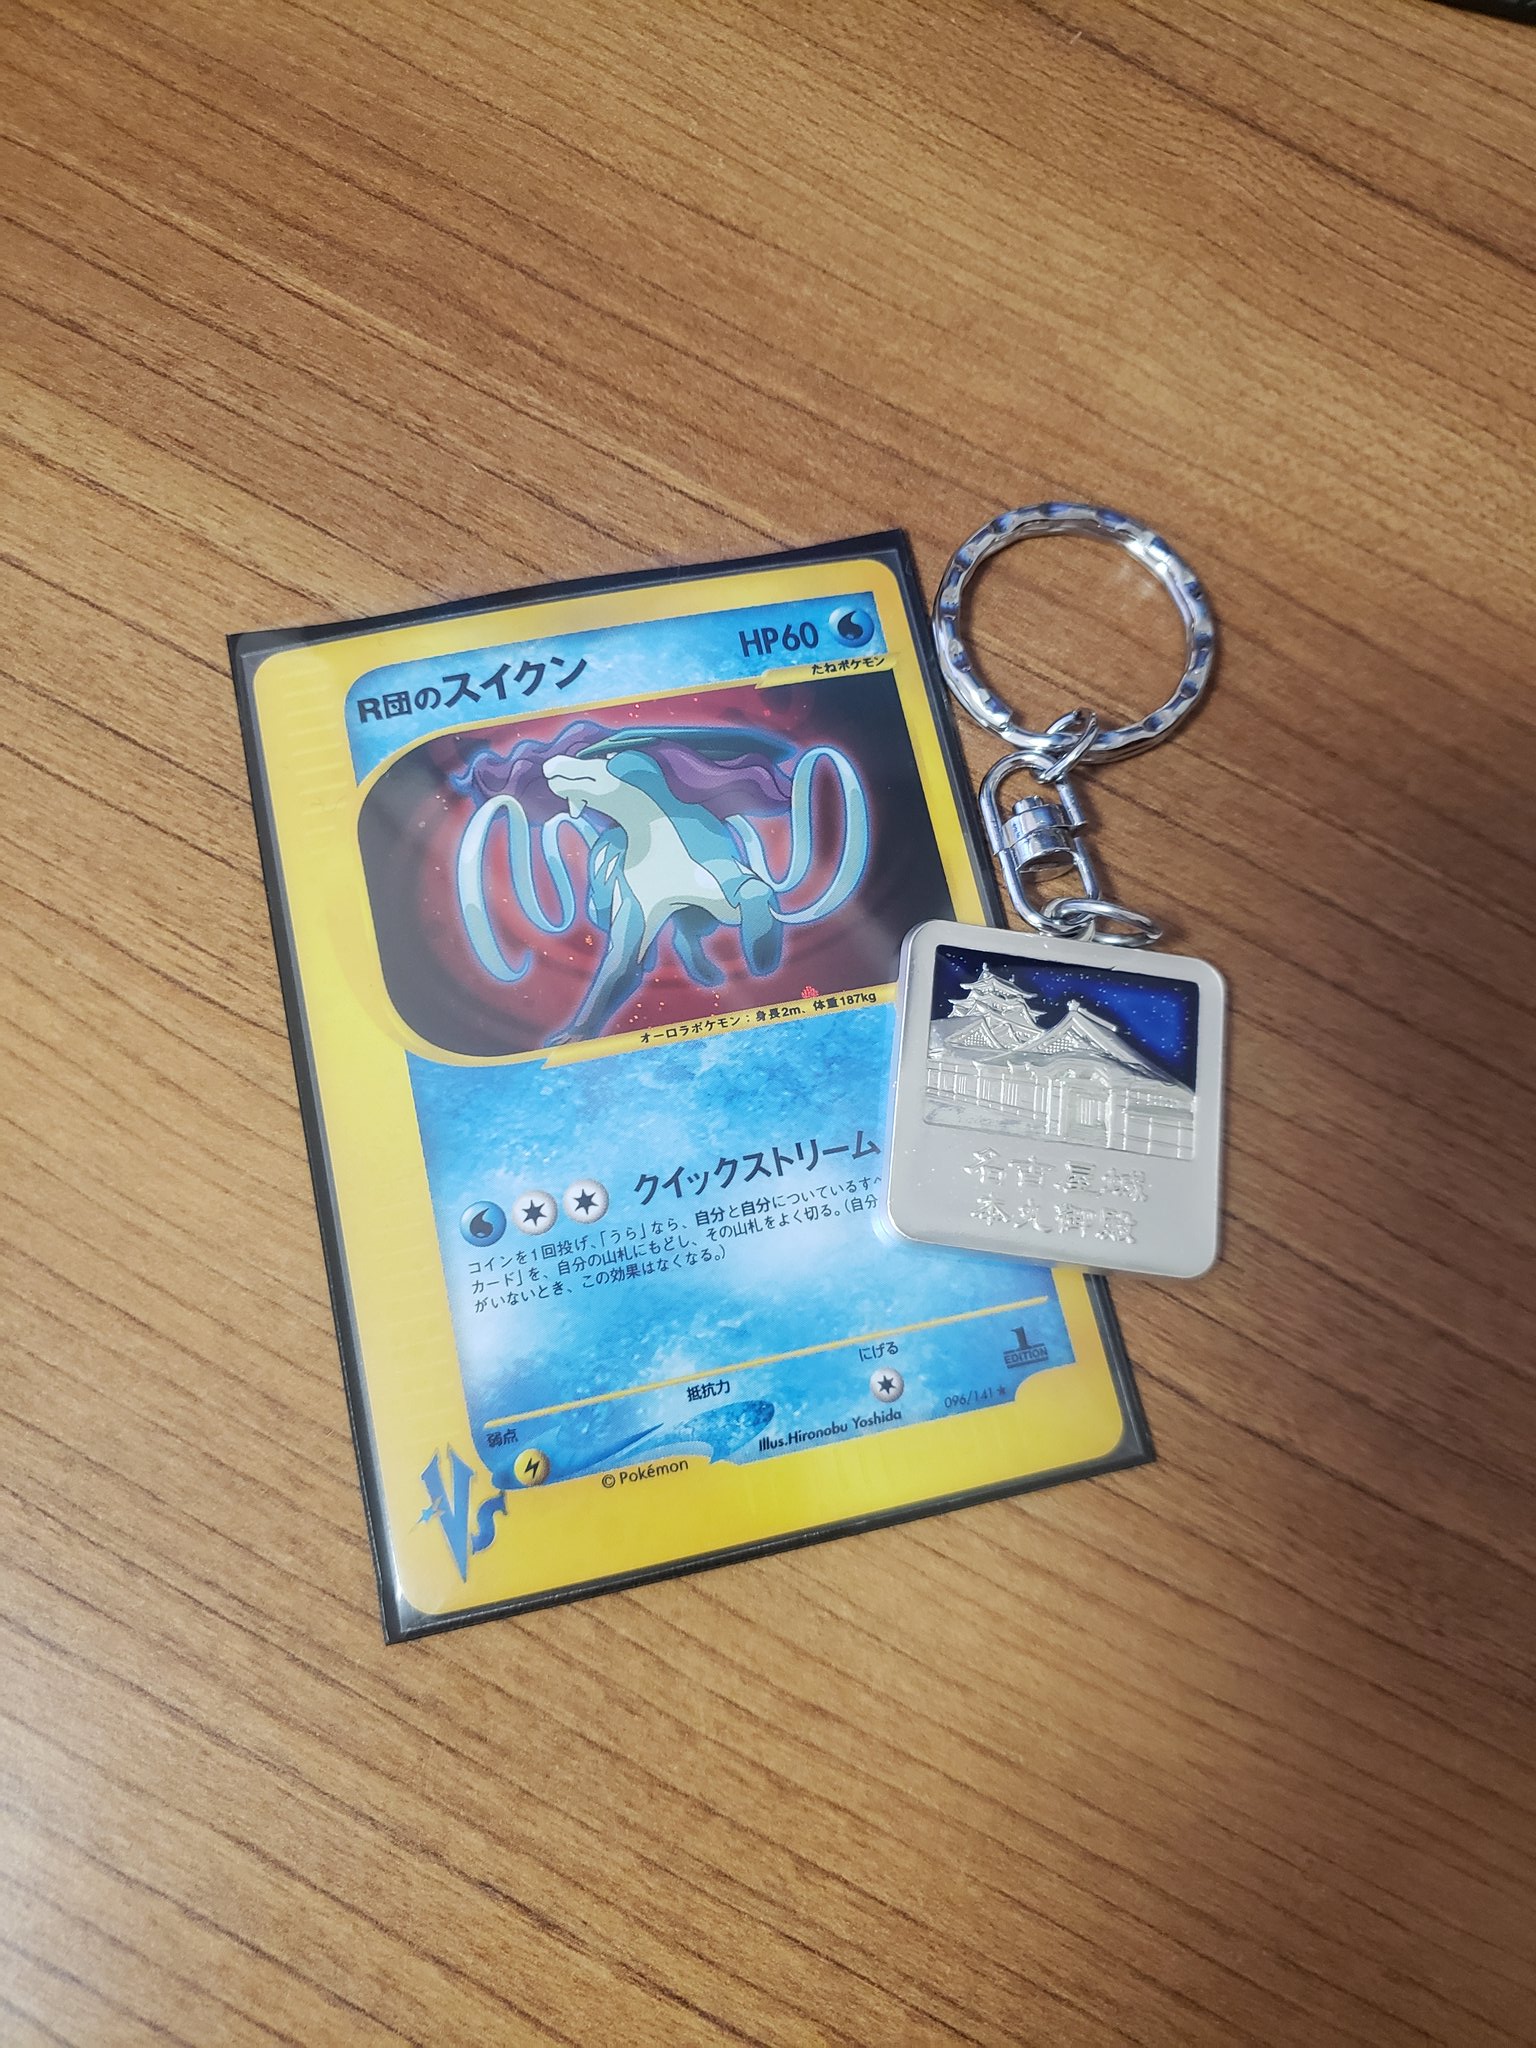 R団のスイクン
HP60
たねポケモン
オーロラポケモン：身長2m、体重187kg
クイックストリーム
コインを1回投げ、「うら」なら、自分と自分についているすべ
カード」を、自分の山札にもどし、その山札をよく切る。（自分
がいないとき、この効果はなくなる。）
弱点
抵抗力
にげる
1
EDITION
VS
©Pokémon
Illus.Hironobu Yoshida
096/141★
名古屋城
本丸御殿